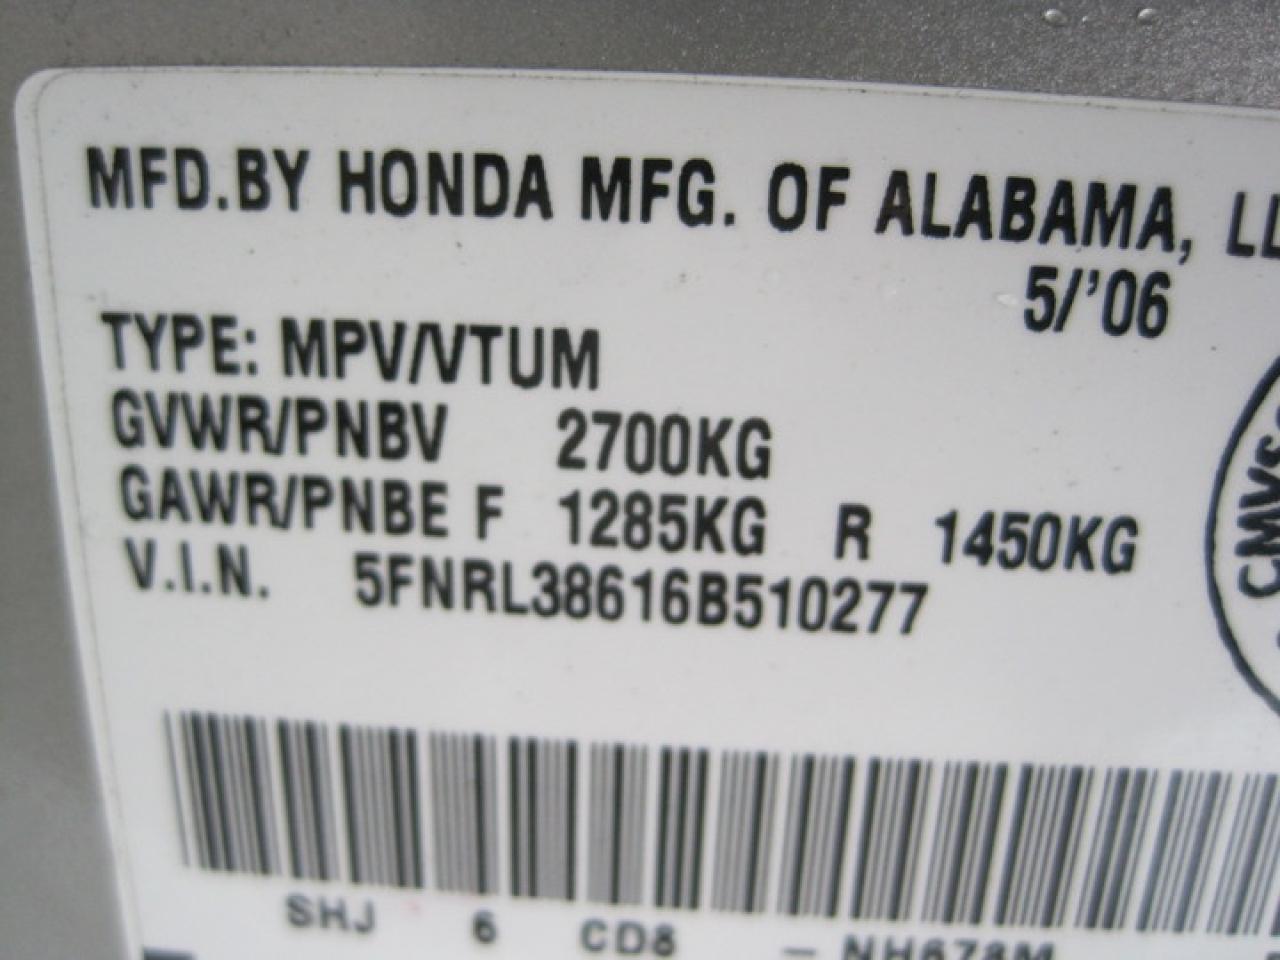 MFD.BY HONDA MFG. OF ALABAMA,
5/'06
TYPE: MPV/VTUM
GVWR/PNBV 2700KG
GAWR/PNBE F 1285KG R 1450KG
V.I.N. 5FNRL38616B510277
SHJ 6 CD8 – NH678M